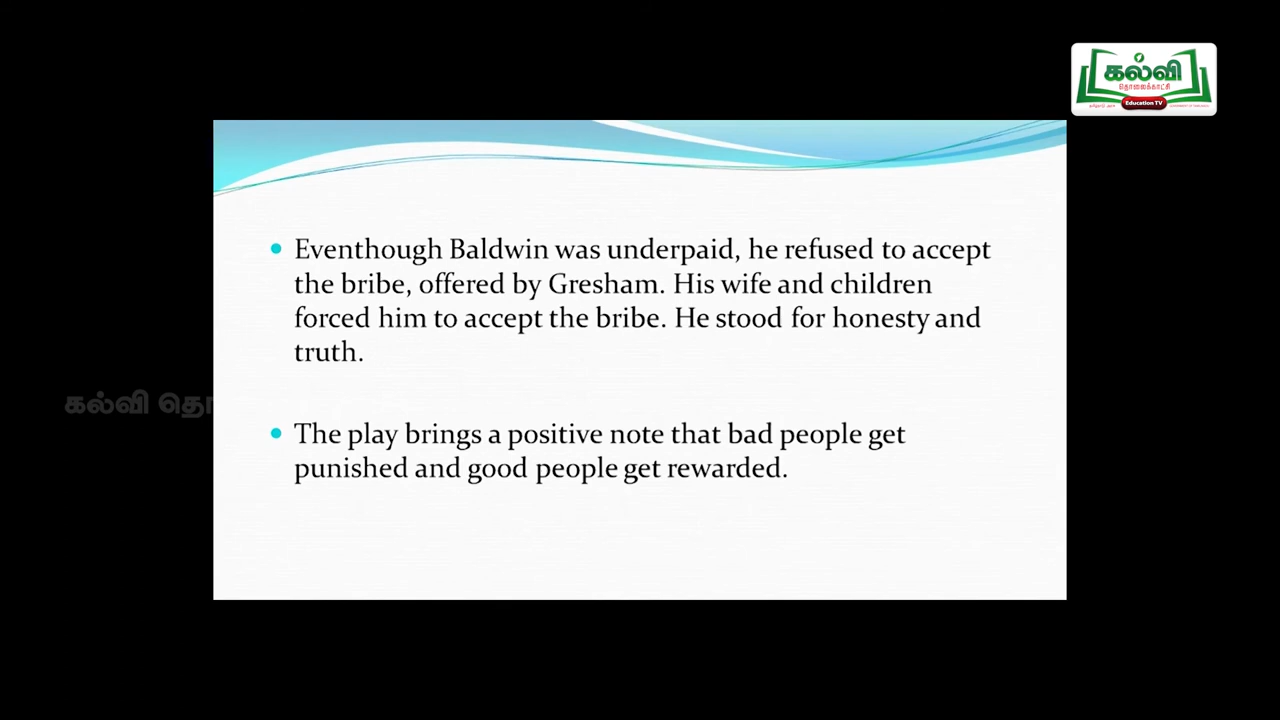 கல்வி
தொலைக்காட்சி
Education TV
Eventhough Baldwin was underpaid, he refused to accept
the bribe, offered by Gresham. His wife and children
forced him to accept the bribe. He stood for honesty and
truth.
கல்வி தொ
The play brings a positive note that bad people get
punished and good people get rewarded.